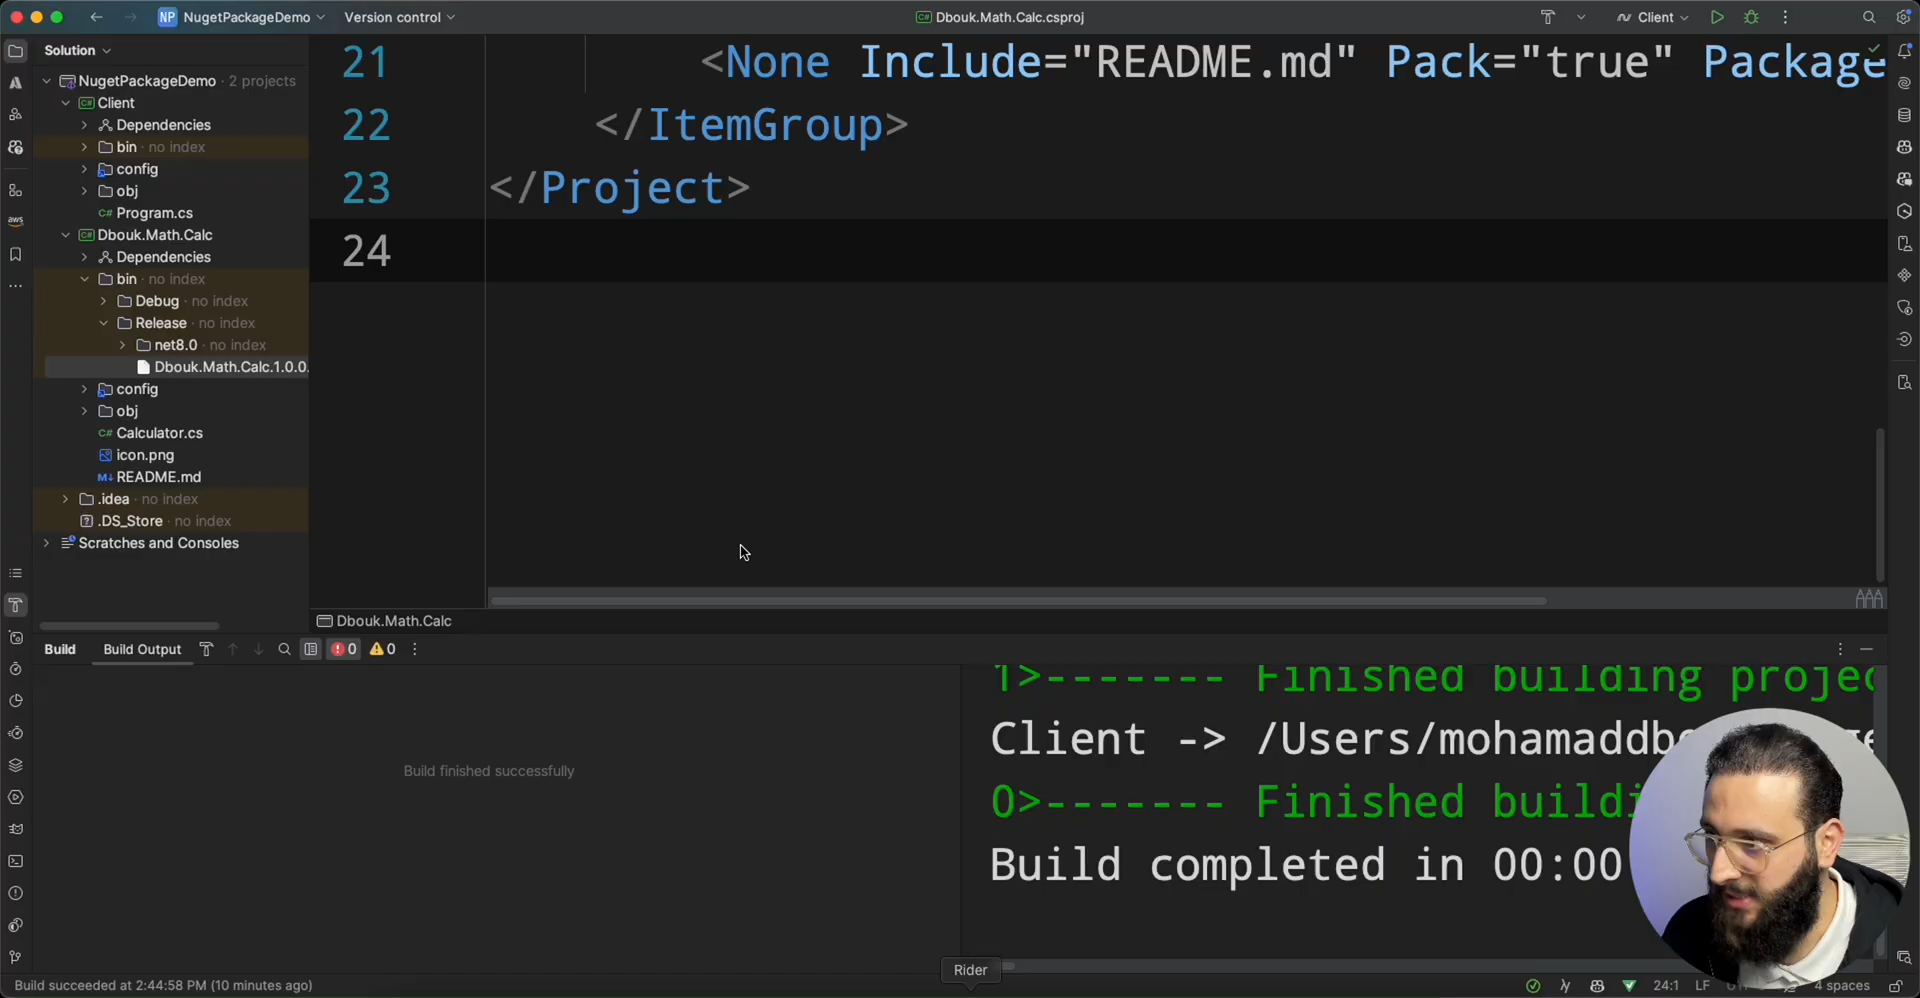 NP NugetPackageDemo
Version control
Dbouk.Math.Calc.csproj
Client
Solution
NugetPackageDemo · 2 projects
Client
Dependencies
bin · no index
config
obj
C# Program.cs
Dbouk.Math.Calc
Dependencies
bin · no index
Debug · no index
Release · no index
net8.0 · no index
Dbouk.Math.Calc.1.0.0.
config
obj
C# Calculator.cs
icon.png
M↓ README.md
.idea · no index
.DS_Store · no index
Scratches and Consoles
aws
21 <None Include="README.md" Pack="true" Package
22 </ItemGroup>
23 </Project>
24
Dbouk.Math.Calc
Build
Build Output
0
0
Build finished successfully
1>------- Finished building projec
Client -> /Users/mohamaddb
0>------- Finished buildi
Build completed in 00:00
Rider
Build succeeded at 2:44:58 PM (10 minutes ago)
24:1
LF
4 spaces